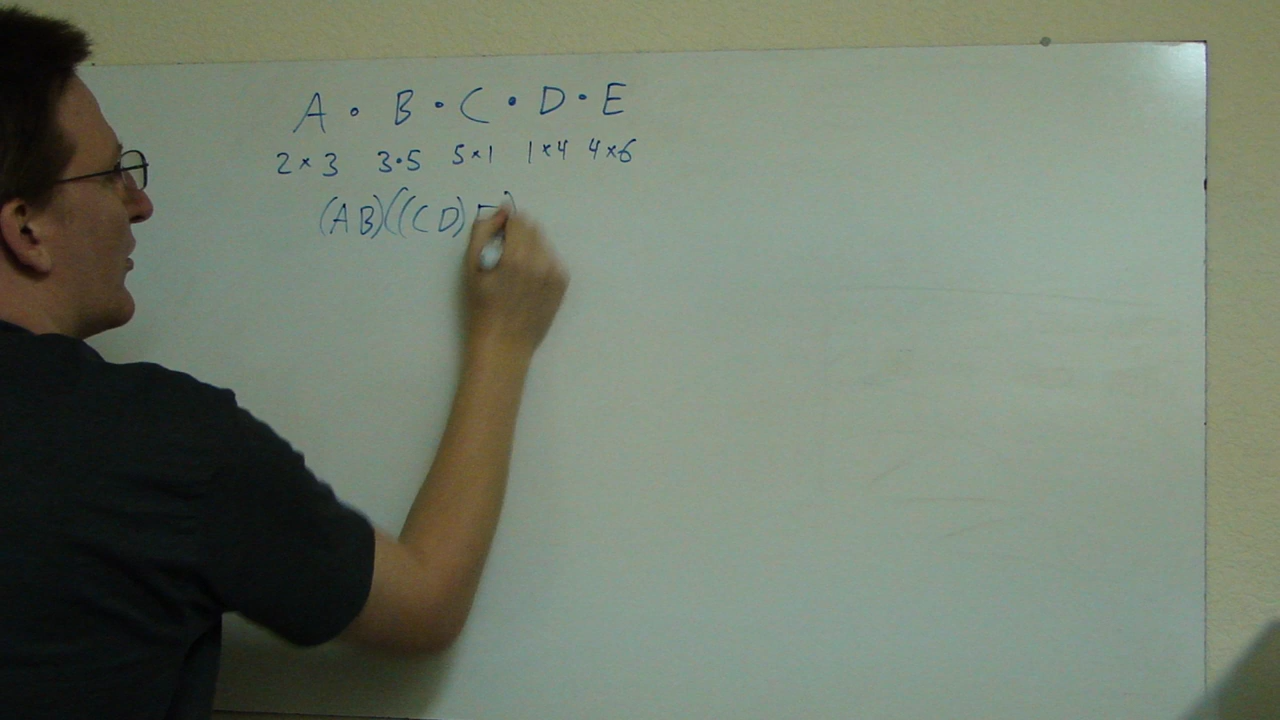 A • B • C • D • E
2 × 3 3 • 5 5 × 1 1 × 4 4 × 6
(A B)((C D) E)